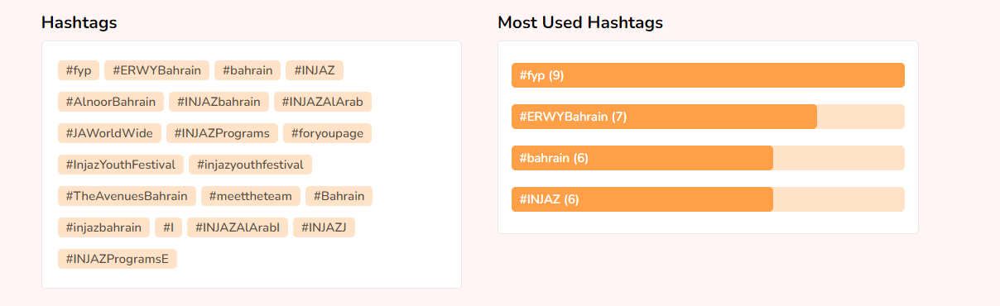 Hashtags
#fyp #ERWYBahrain #bahrain #INJAZ
#AlnoorBahrain #INJAZbahrain #INJAZAlArab
#JAWorldWide #INJAZPrograms #foryoupage
#InjazYouthFestival #injazyouthfestival
#TheAvenuesBahrain #meettheteam #Bahrain
#injazbahrain #I #INJAZAlArabI #INJAZJ
#INJAZProgramsE
Most Used Hashtags
#fyp (9)
#ERWYBahrain (7)
#bahrain (6)
#INJAZ (6)